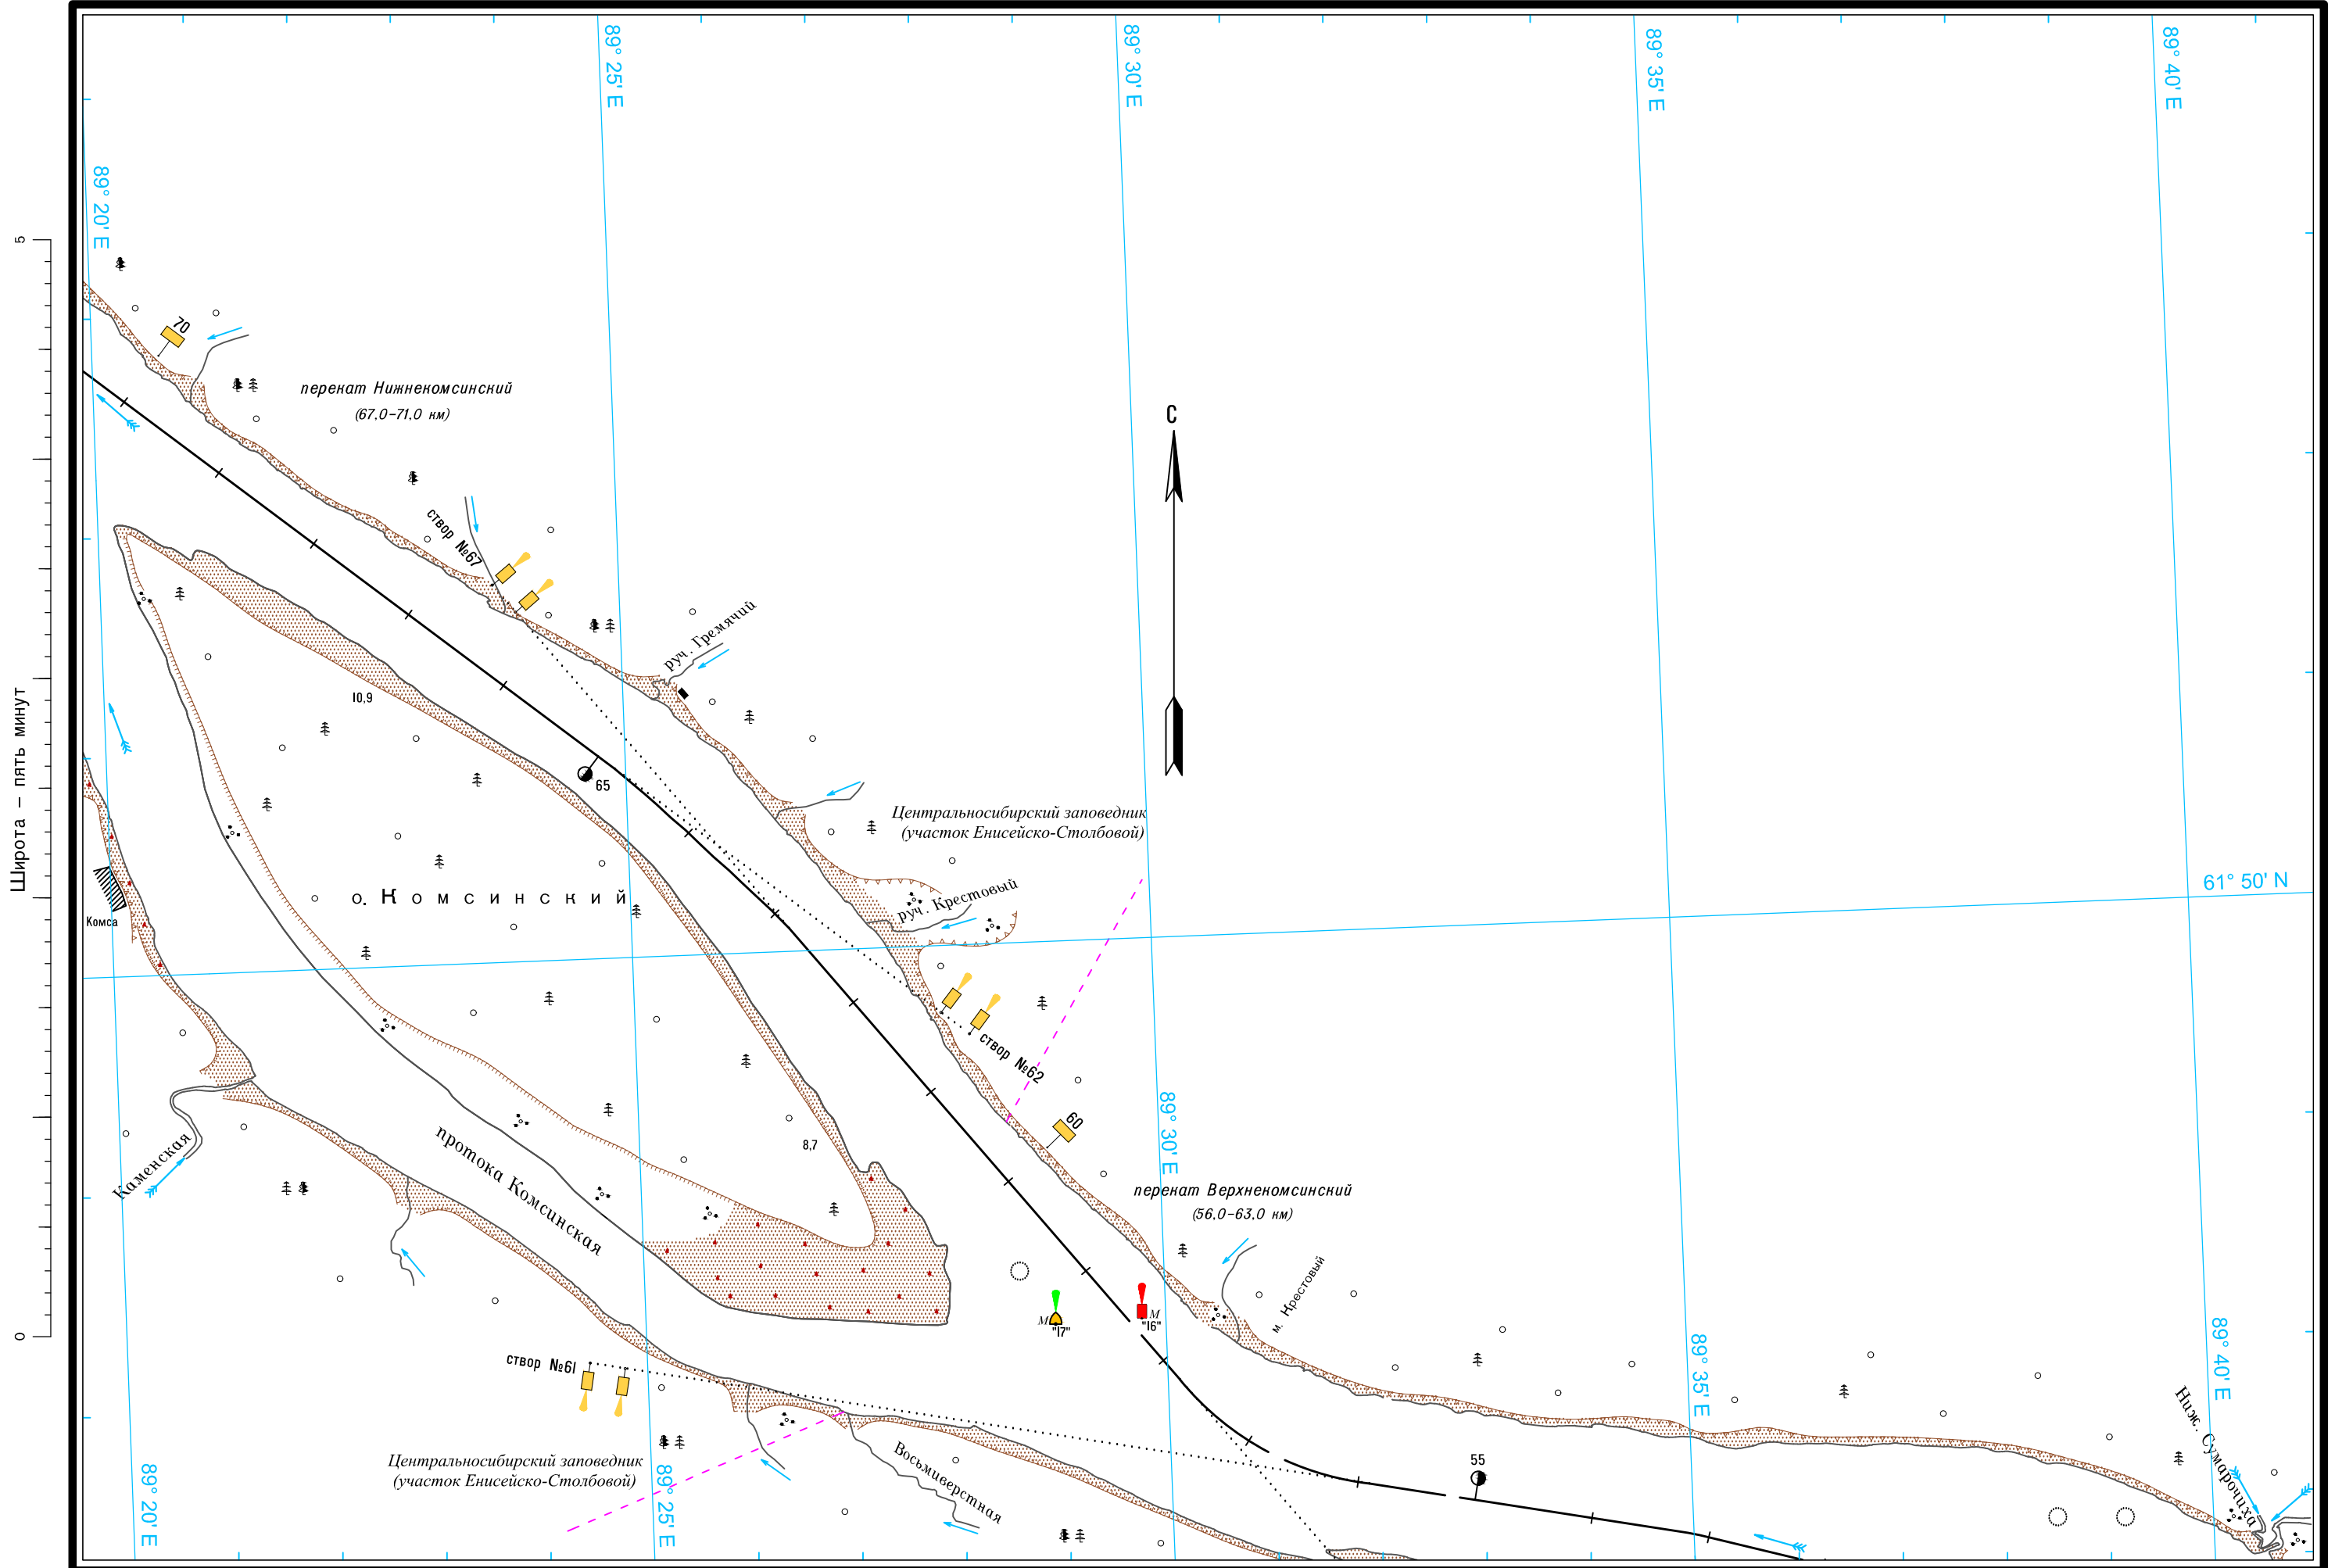 89° 25' E
89° 30' E
89° 35' E
89° 40' E
89° 20' E
5
70
перекат Нижнекомсинский
(67,0-71,0 км)
С
створ №67
руч. Гремячий
Широта – пять минут
10,9
65
Центральносибирский заповедник
(участок Енисейско-Столбовой)
61° 50' N
о. Комсинский
руч. Крестовый
Комса
створ №62
60
89° 30' E
протока Комсинская
8,7
Каменская
перекат Верхнекомсинский
(56,0-63,0 км)
м. Крестовый
М
"17"
М
"16"
0
створ №61
89° 35' E
89° 40' E
Ниж. Сумарочиха
Центральносибирский заповедник
(участок Енисейско-Столбовой)
Восьмиверстная
55
89° 20' E
89° 25' E